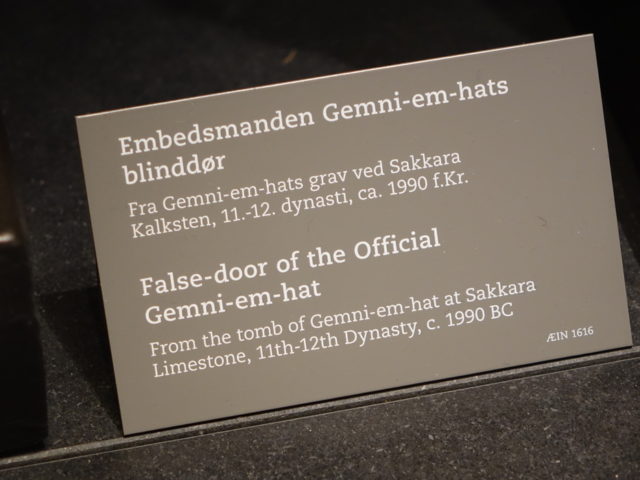 Embedsmanden Gemni-em-hats
blinddør
Fra Gemni-em-hats grav ved Sakkara
Kalksten, 11.-12. dynasti, ca. 1990 f.Kr.
False-door of the Official
Gemni-em-hat
From the tomb of Gemni-em-hat at Sakkara
Limestone, 11th-12th Dynasty, c. 1990 BC
ÆIN 1616